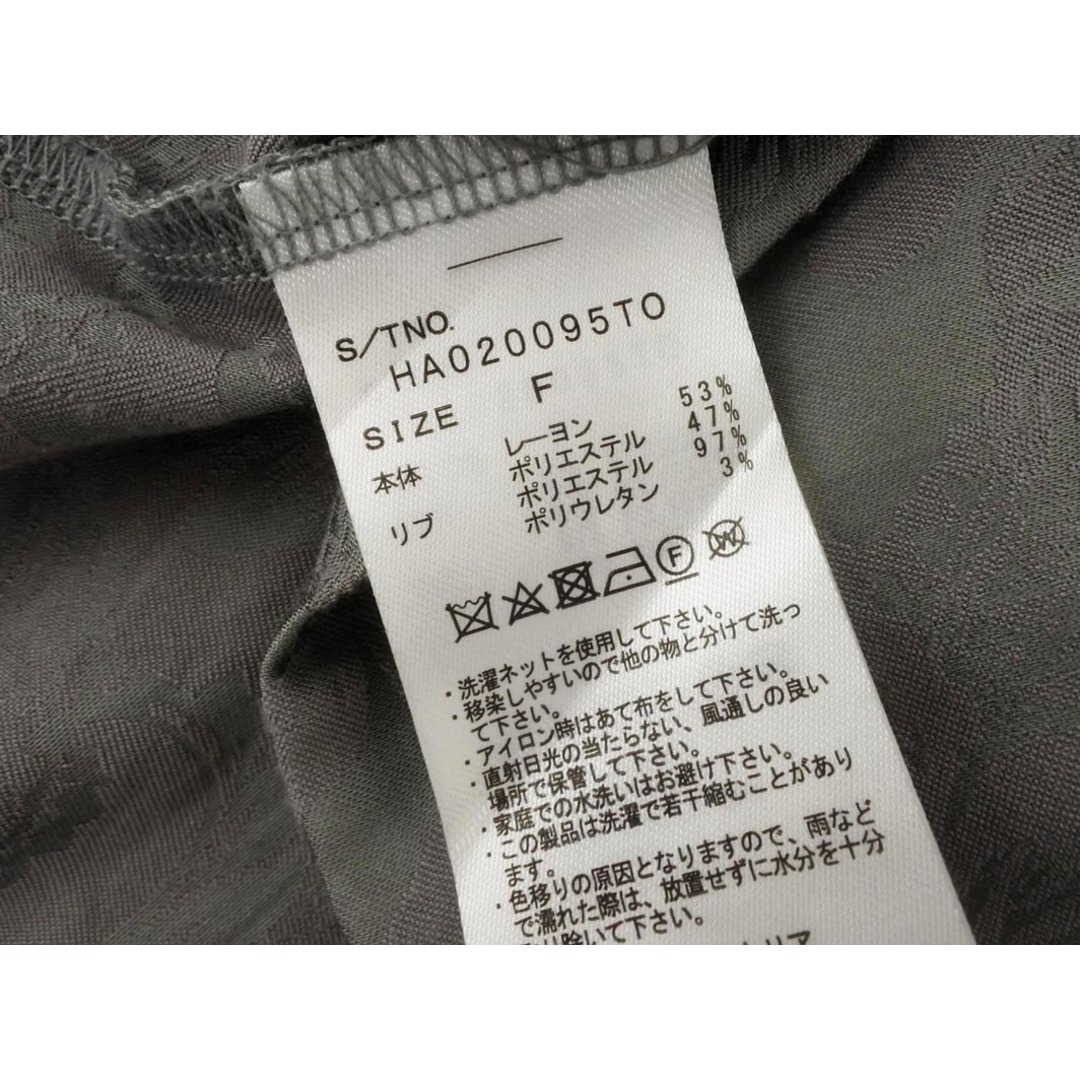 S/TNO.
HA020095TO
SIZE F
本体 レーヨン 53%
ポリエステル 47%
リブ ポリエステル 97%
ポリウレタン 3%
F W
・洗濯ネットを使用して下さい。
・移染しやすいので他の物と分けて洗っ
て下さい。
・アイロン時はあて布をして下さい。
・直射日光の当たらない、風通しの良い
場所で保管して下さい。
・家庭での水洗いはお避け下さい。
・この製品は洗濯で若干縮むことがあり
ます。
・色移りの原因となりますので、雨など
で濡れた際は、放置せずに水分を十分
り除いて下さい。